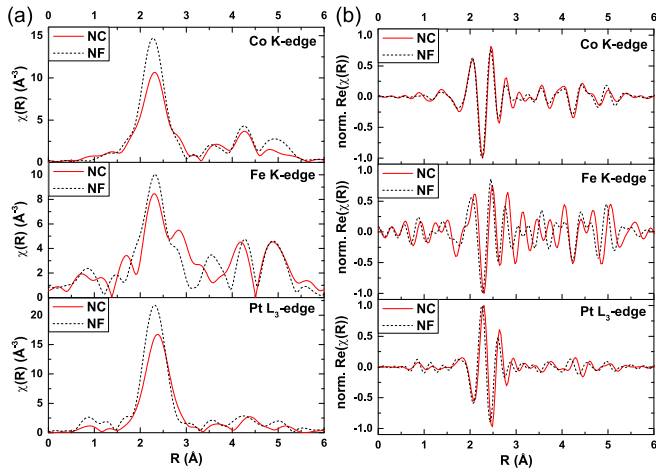 (a)
0 1 2 3 4 5 6
NC
NF
Co K-edge
χ(R) (Å⁻³)
15
10
5
0
NC
NF
Fe K-edge
χ(R) (Å⁻³)
10
8
6
4
2
0
NC
NF
Pt L₃-edge
χ(R) (Å⁻³)
20
15
10
5
0
0 1 2 3 4 5 6
R (Å)
(b)
0 1 2 3 4 5 6
NC
NF
Co K-edge
norm. Re(χ(R))
1.0
0.5
0.0
-0.5
-1.0
NC
NF
Fe K-edge
norm. Re(χ(R))
1.0
0.5
0.0
-0.5
-1.0
NC
NF
Pt L₃-edge
norm. Re(χ(R))
1.0
0.5
0.0
-0.5
-1.0
0 1 2 3 4 5 6
R (Å)